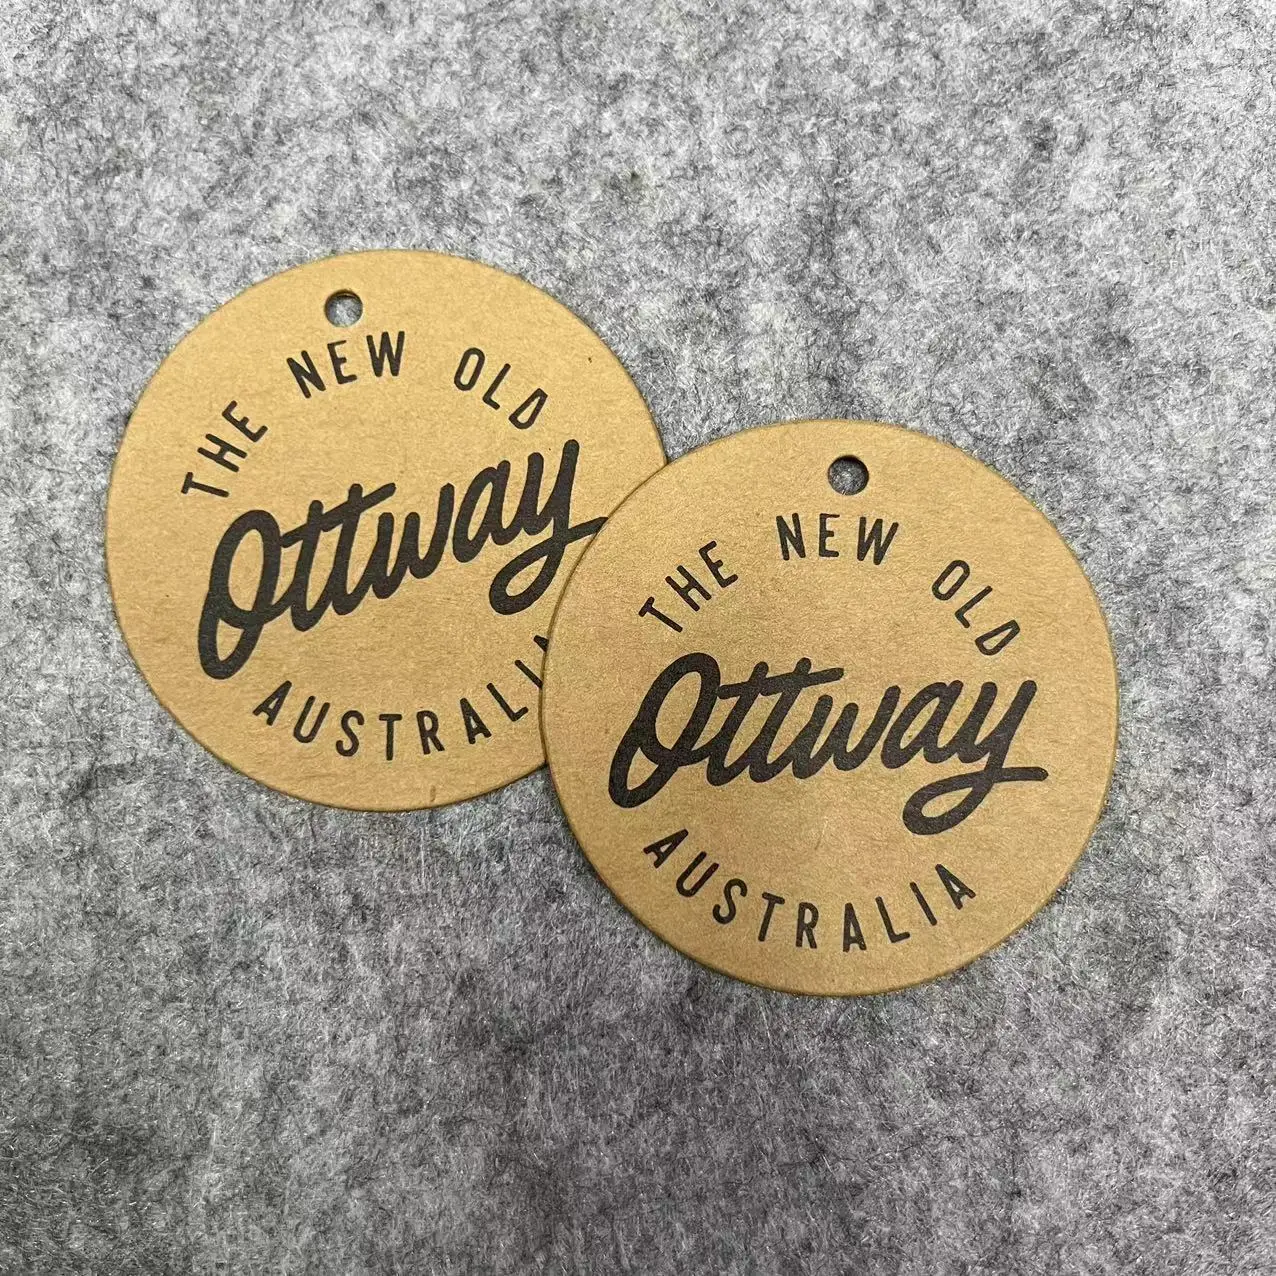 THE NEW OLD
Ottway
AUSTRALIA
THE NEW OLD
Ottway
AUSTRALIA